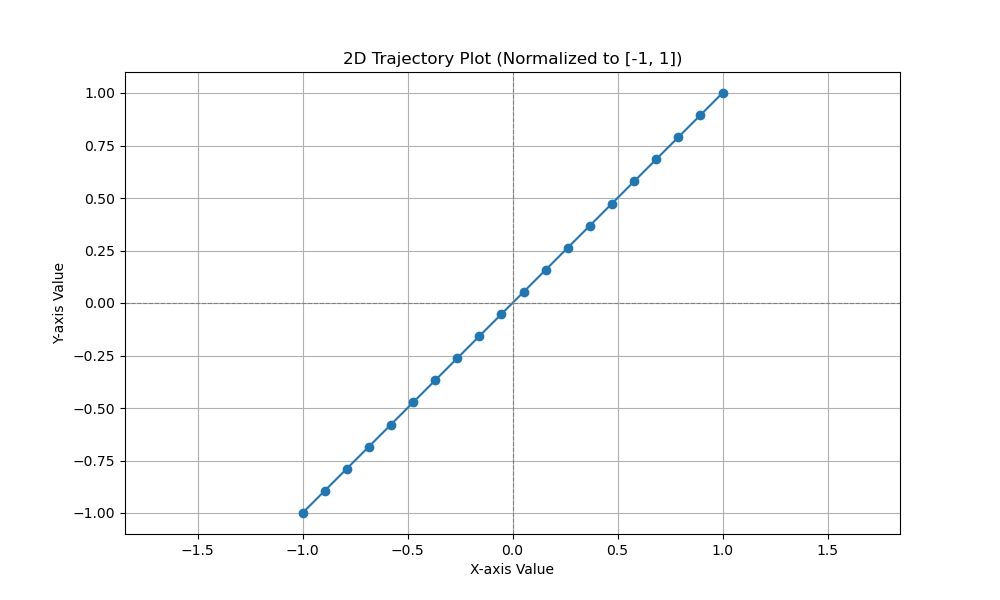 2D Trajectory Plot (Normalized to [-1, 1])
1.00
0.75
0.50
0.25
0.00
−0.25
−0.50
−0.75
−1.00
Y-axis Value
−1.5 −1.0 −0.5 0.0 0.5 1.0 1.5
X-axis Value